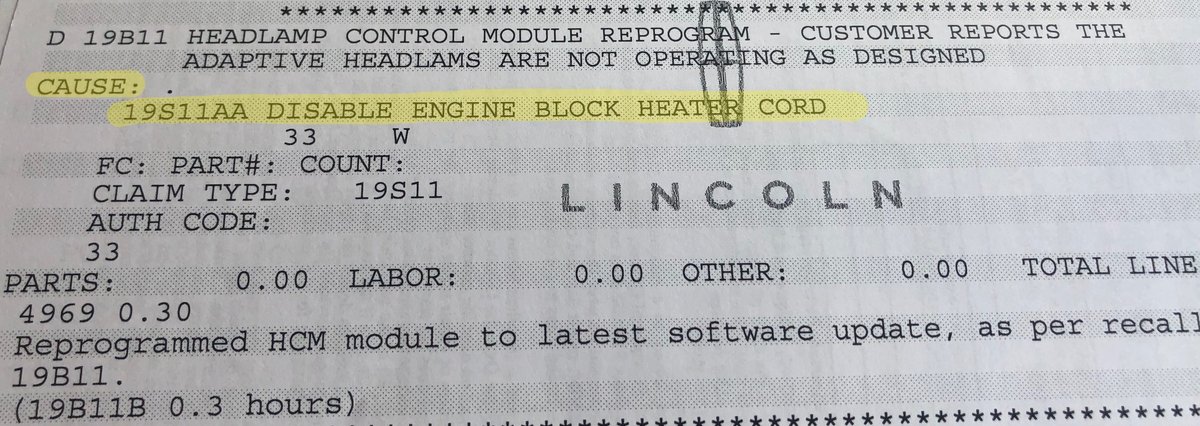 **************************************************
D 19B11 HEADLAMP CONTROL MODULE REPROGRAM - CUSTOMER REPORTS THE
ADAPTIVE HEADLAMS ARE NOT OPERATING AS DESIGNED
CAUSE: .
19S11AA DISABLE ENGINE BLOCK HEATER CORD
33 W
FC: PART#: COUNT:
CLAIM TYPE: 19S11
LINCOLN
AUTH CODE:
33
PARTS: 0.00 LABOR: 0.00 OTHER: 0.00 TOTAL LINE
4969 0.30
Reprogrammed HCM module to latest software update, as per recall
19B11.
(19B11B 0.3 hours)
**************************************************